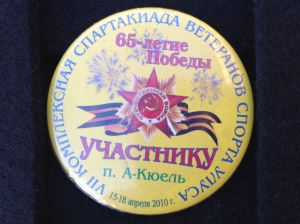 VII КОМПЛЕКСНАЯ СПАРТАКИАДА ВЕТЕРАНОВ СПОРТА УЛУСА
65-летие
Победы
УЧАСТНИКУ
п. А-Кюель
15-18 апреля 2010 г.